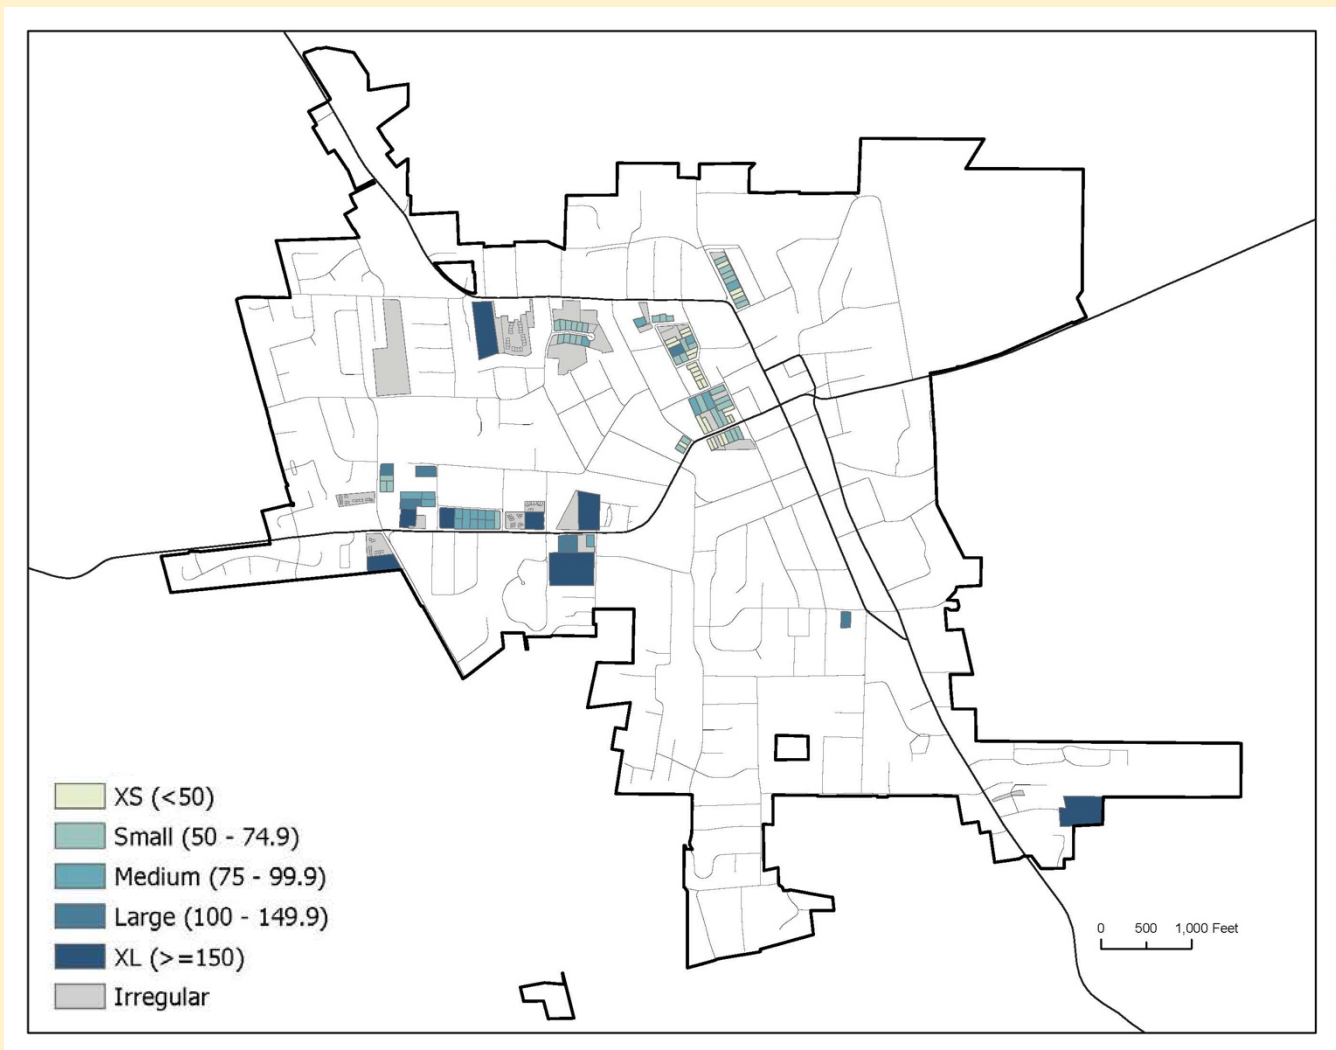 XS (<50)
Small (50 - 74.9)
Medium (75 - 99.9)
Large (100 - 149.9)
XL (>=150)
Irregular
0 500 1,000 Feet